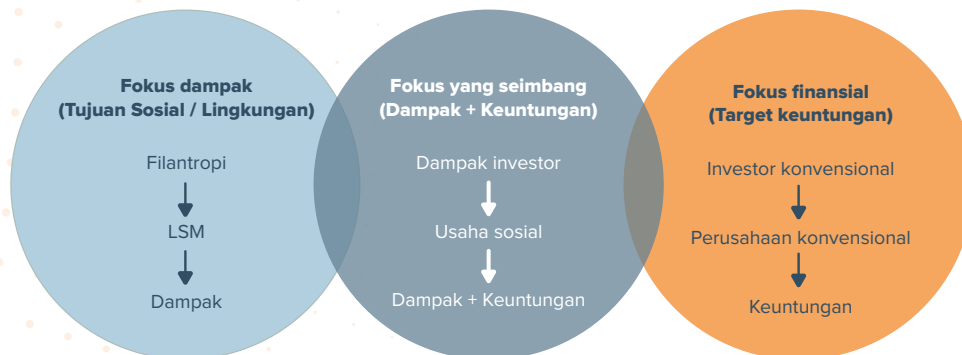 Fokus dampak
(Tujuan Sosial / Lingkungan)
Filantropi
LSM
Dampak
Fokus yang seimbang
(Dampak + Keuntungan)
Dampak investor
Usaha sosial
Dampak + Keuntungan
Fokus finansial
(Target keuntungan)
Investor konvensional
Perusahaan konvensional
Keuntungan